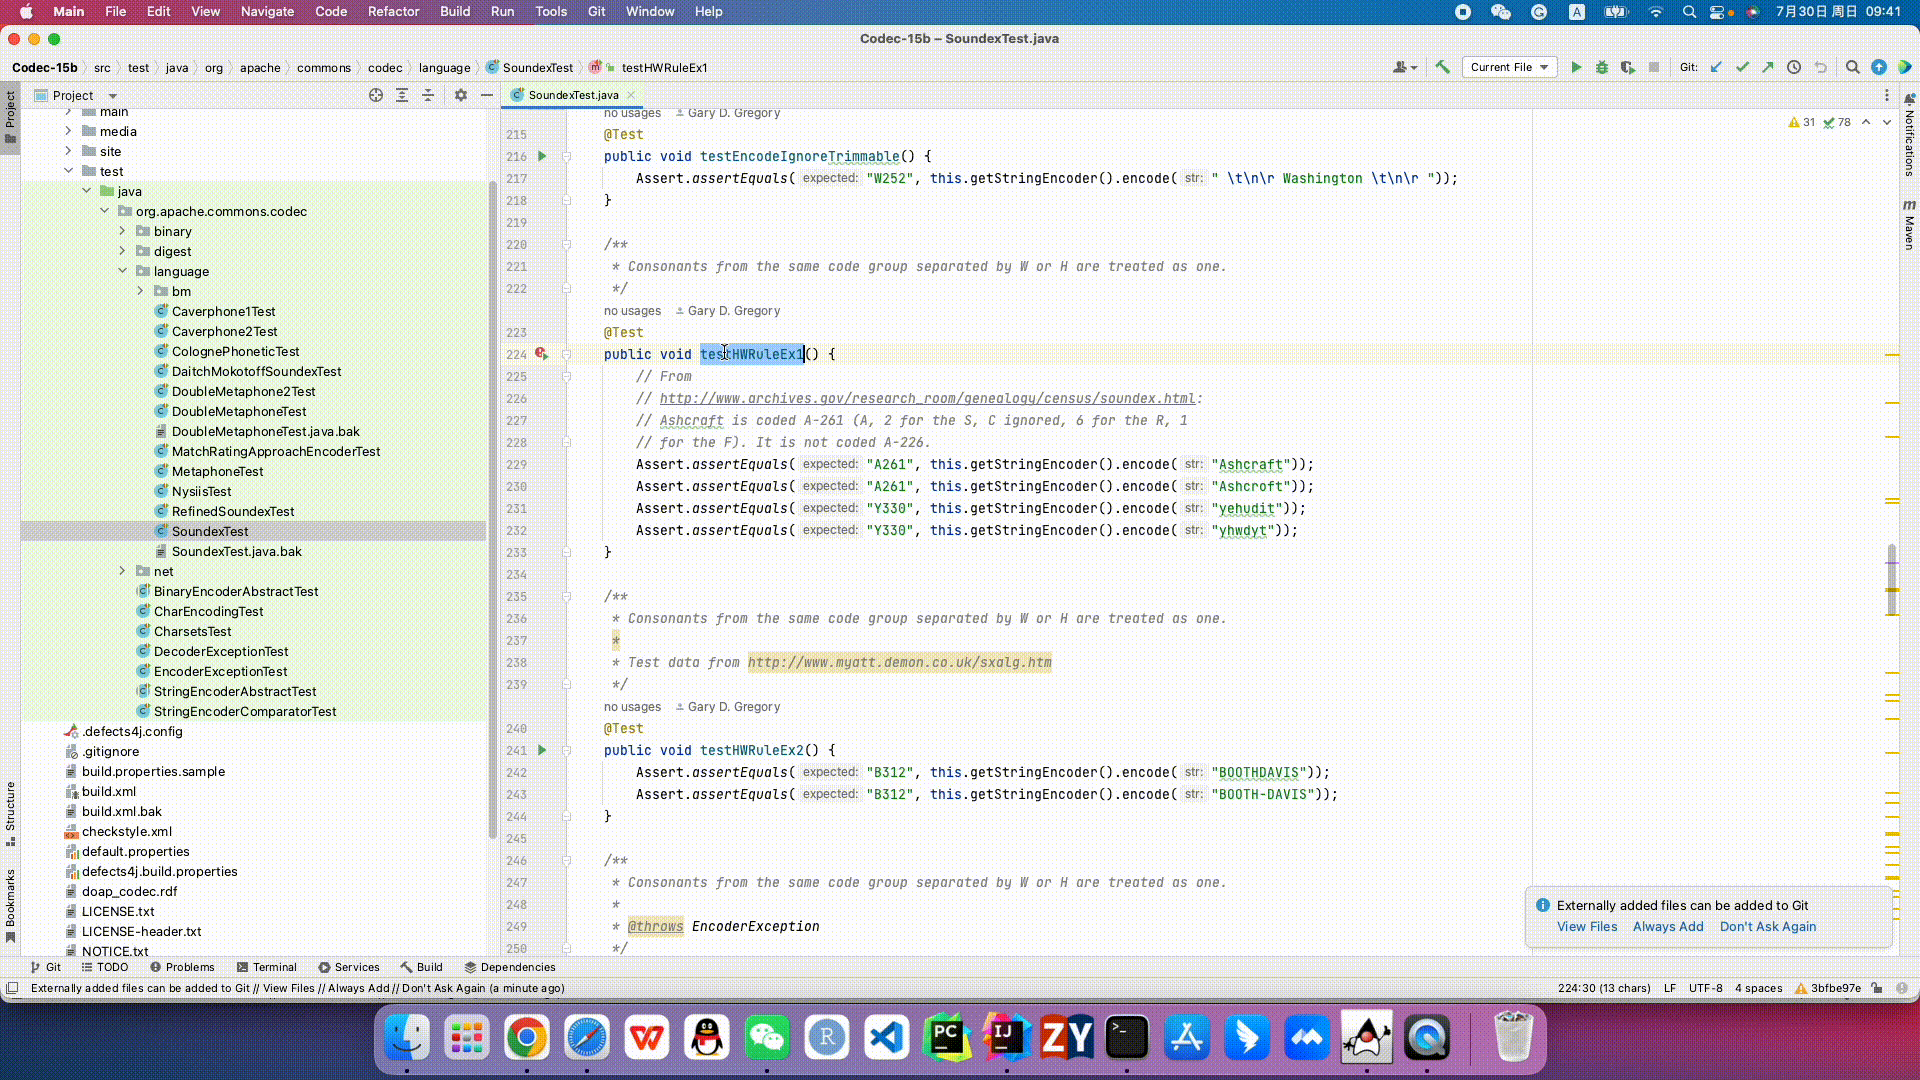 Main File Edit View Navigate Code Refactor Build Run Tools Git Window Help A 7月30日 周日 09:41
Codec-15b – SoundexTest.java
Codec-15b src test java org apache commons codec language SoundexTest testHWRuleEx1 Current File Git:
Project
SoundexTest.java
Project
Notifications
Maven
Structure
Bookmarks
main
media
site
test
java
org.apache.commons.codec
binary
digest
language
bm
Caverphone1Test
Caverphone2Test
ColognePhoneticTest
DaitchMokotoffSoundexTest
DoubleMetaphone2Test
DoubleMetaphoneTest
DoubleMetaphoneTest.java.bak
MatchRatingApproachEncoderTest
MetaphoneTest
NysiisTest
RefinedSoundexTest
SoundexTest
SoundexTest.java.bak
net
BinaryEncoderAbstractTest
CharEncodingTest
CharsetsTest
DecoderExceptionTest
EncoderExceptionTest
StringEncoderAbstractTest
StringEncoderComparatorTest
.defects4j.config
.gitignore
build.properties.sample
build.xml
build.xml.bak
checkstyle.xml
default.properties
defects4j.build.properties
doap_codec.rdf
LICENSE.txt
LICENSE-header.txt
NOTICE.txt
31 78
no usages Gary D. Gregory
215 @Test
216 public void testEncodeIgnoreTrimmable() {
217 Assert.assertEquals( expected: "W252", this.getStringEncoder().encode( str: " \t\n\r Washington \t\n\r "));
218 }
219
220 /**
221 * Consonants from the same code group separated by W or H are treated as one.
222 */
no usages Gary D. Gregory
223 @Test
224 public void testHWRuleEx1() {
225 // From
226 // http://www.archives.gov/research_room/genealogy/census/soundex.html:
227 // Ashcraft is coded A-261 (A, 2 for the S, C ignored, 6 for the R, 1
228 // for the F). It is not coded A-226.
229 Assert.assertEquals( expected: "A261", this.getStringEncoder().encode( str: "Ashcraft"));
230 Assert.assertEquals( expected: "A261", this.getStringEncoder().encode( str: "Ashcroft"));
231 Assert.assertEquals( expected: "Y330", this.getStringEncoder().encode( str: "yehudit"));
232 Assert.assertEquals( expected: "Y330", this.getStringEncoder().encode( str: "yhwdyt"));
233 }
234
235 /**
236 * Consonants from the same code group separated by W or H are treated as one.
237 *
238 * Test data from http://www.myatt.demon.co.uk/sxalg.htm
239 */
no usages Gary D. Gregory
240 @Test
241 public void testHWRuleEx2() {
242 Assert.assertEquals( expected: "B312", this.getStringEncoder().encode( str: "BOOTHDAVIS"));
243 Assert.assertEquals( expected: "B312", this.getStringEncoder().encode( str: "BOOTH-DAVIS"));
244 }
245
246 /**
247 * Consonants from the same code group separated by W or H are treated as one.
248 *
249 * @throws EncoderException
250 */
Externally added files can be added to Git
View Files Always Add Don't Ask Again
Git TODO Problems Terminal Services Build Dependencies
Externally added files can be added to Git // View Files // Always Add // Don't Ask Again (a minute ago) 224:30 (13 chars) LF UTF-8 4 spaces 3bfbe97e
W R PC IJ ZY >_